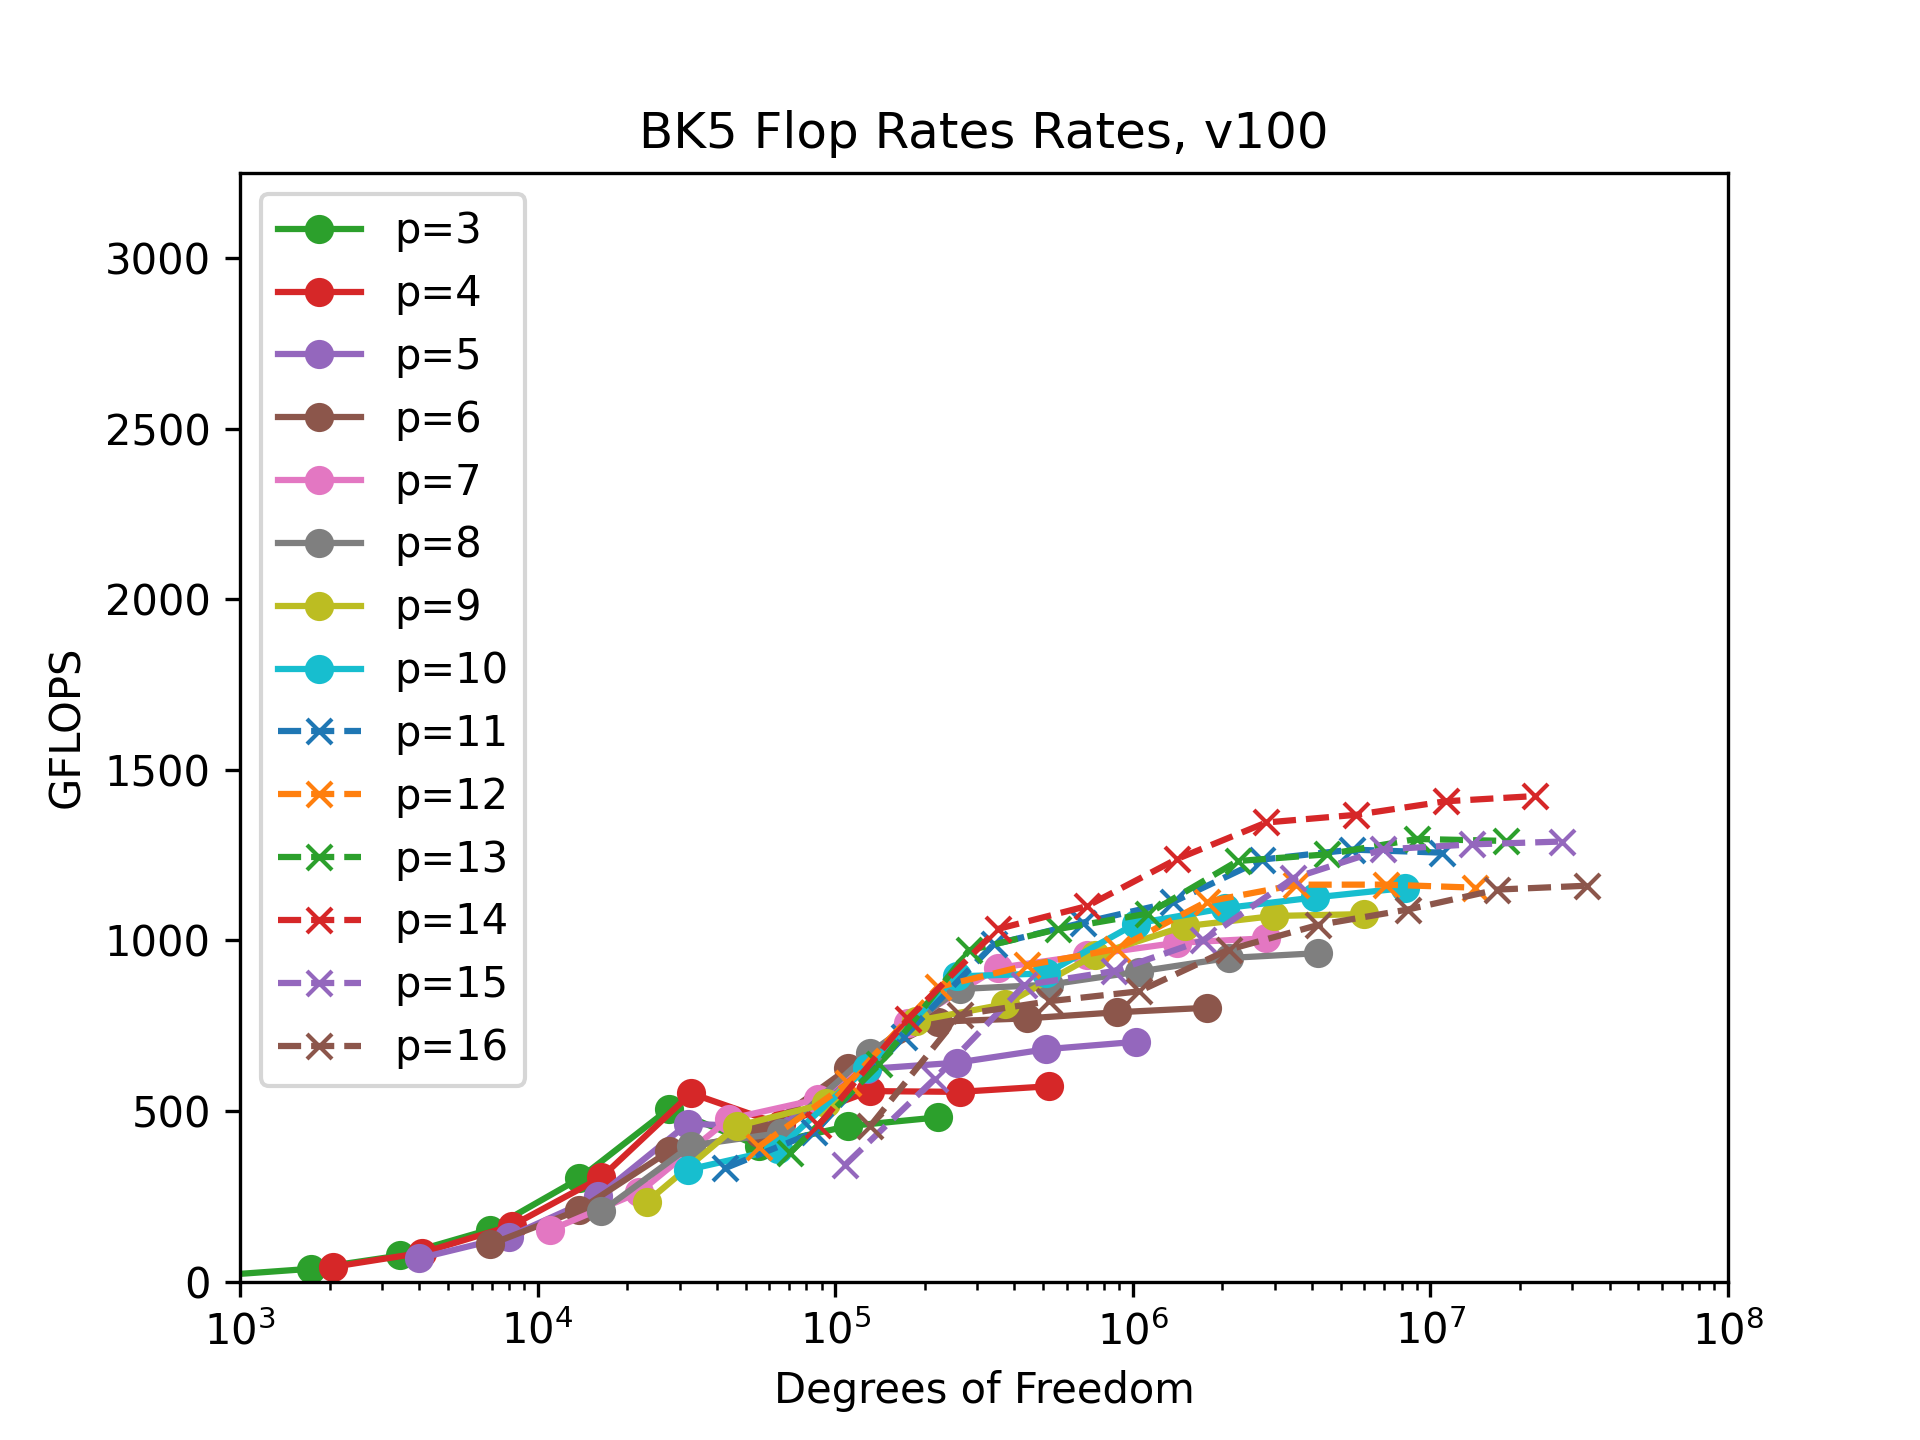 BK5 Flop Rates Rates, v100
p=3
p=4
p=5
p=6
p=7
p=8
p=9
p=10
p=11
p=12
p=13
p=14
p=15
p=16
GFLOPS
3000
2500
2000
1500
1000
500
0
10³ 10⁴ 10⁵ 10⁶ 10⁷ 10⁸
Degrees of Freedom